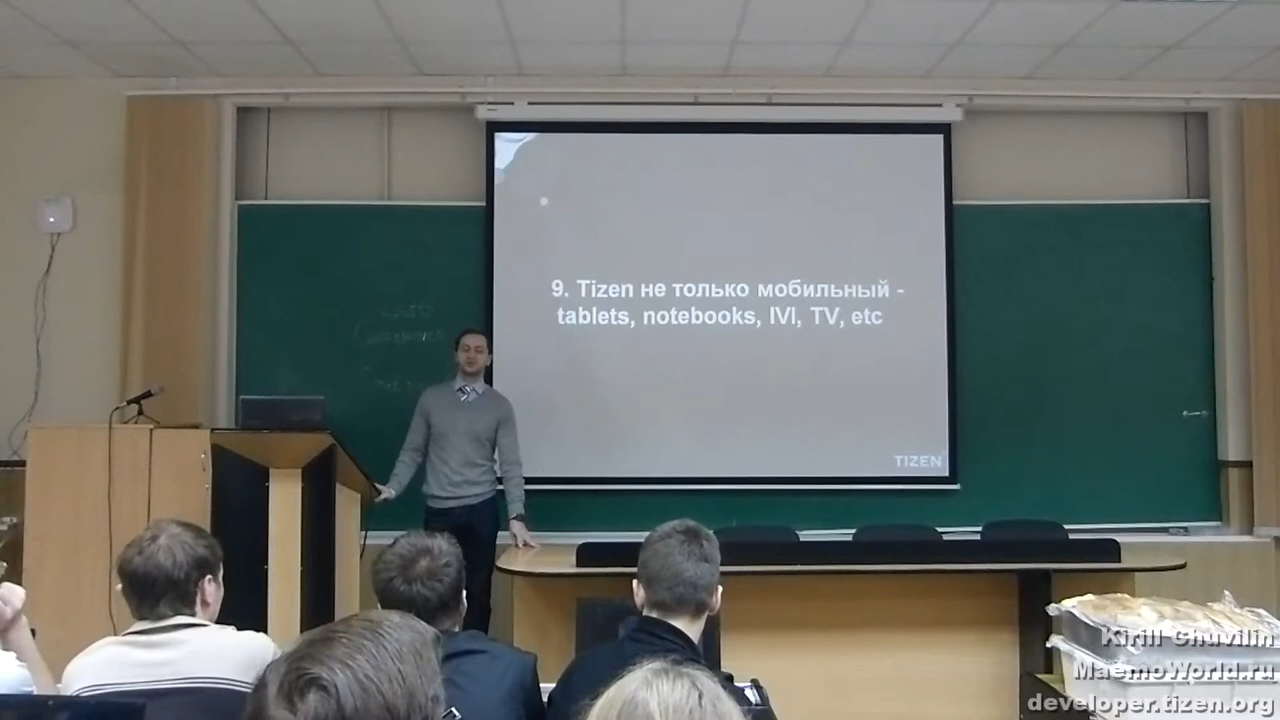 9. Tizen не только мобильный -
tablets, notebooks, IVI, TV, etc
TIZEN
Kirill Chuvilin
MaemoWorld.ru
developer.tizen.org